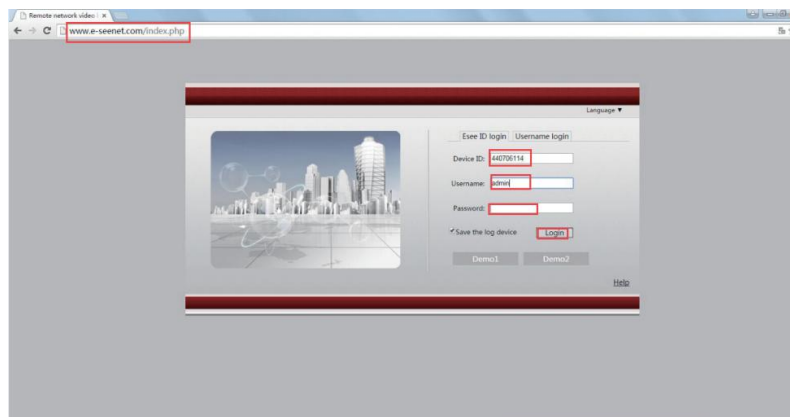 Remote network video
www.e-seenet.com/index.php
Language ▼
Esee ID login Username login
Device ID: 440706114
Username: admin
Password:
Save the log device Login
Demo1 Demo2
Help